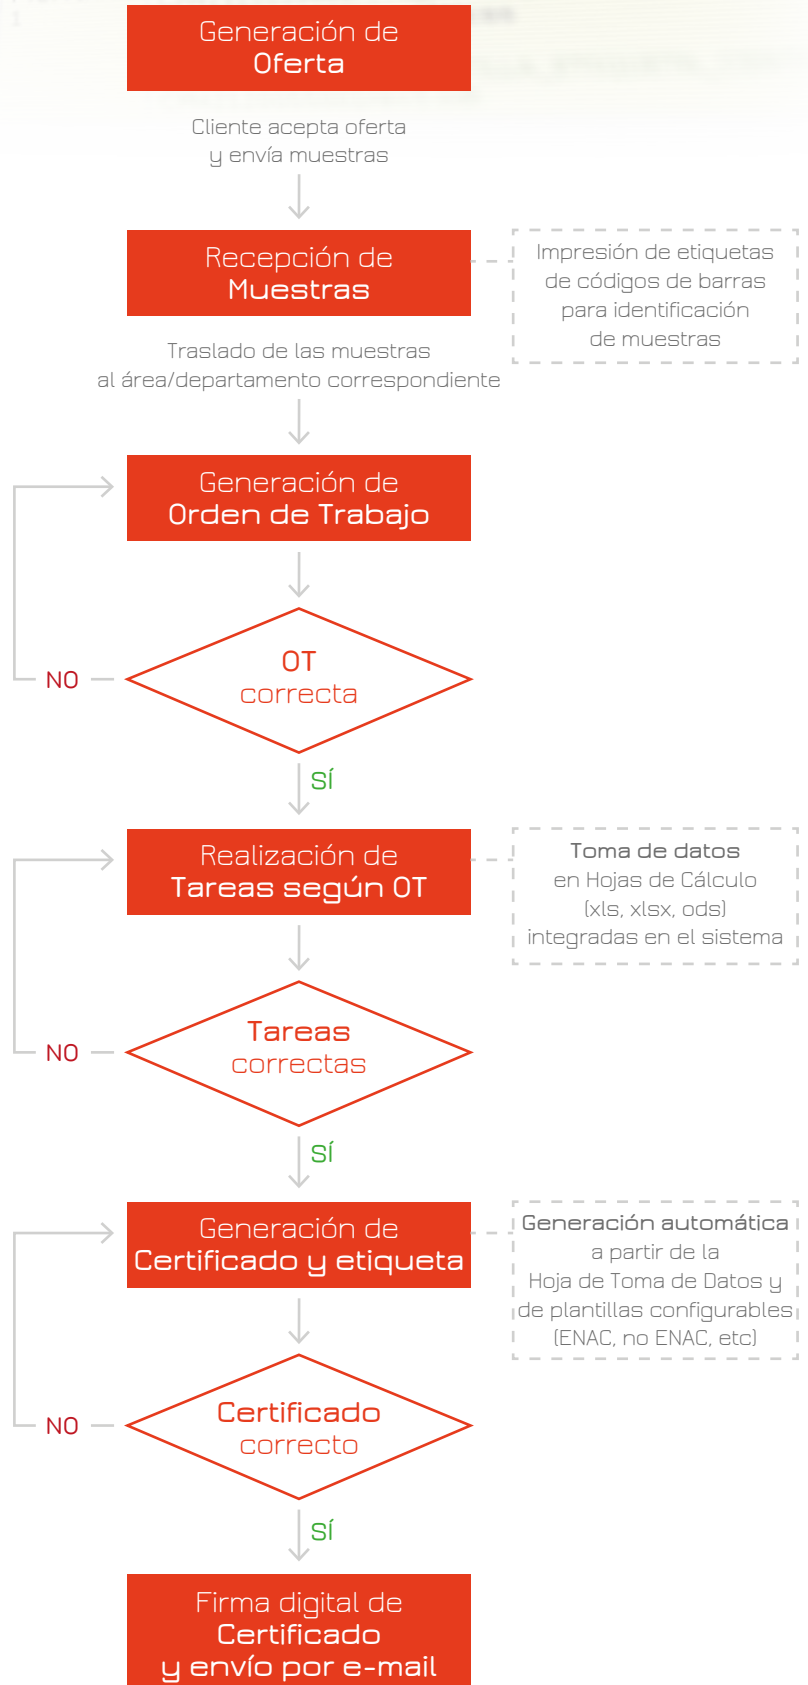 Generación de
Oferta
Cliente acepta oferta
y envía muestras
Recepción de
Muestras
Impresión de etiquetas
de códigos de barras
para identificación
de muestras
Traslado de las muestras
al área/departamento correspondiente
Generación de
Orden de Trabajo
OT
correcta
NO
SÍ
Realización de
Tareas según OT
Toma de datos
en Hojas de Cálculo
(xls, xlsx, ods)
integradas en el sistema
Tareas
correctas
NO
SÍ
Generación de
Certificado y etiqueta
Generación automática
a partir de la
Hoja de Toma de Datos y
de plantillas configurables
(ENAC, no ENAC, etc)
Certificado
correcto
NO
SÍ
Firma digital de
Certificado
y envío por e-mail